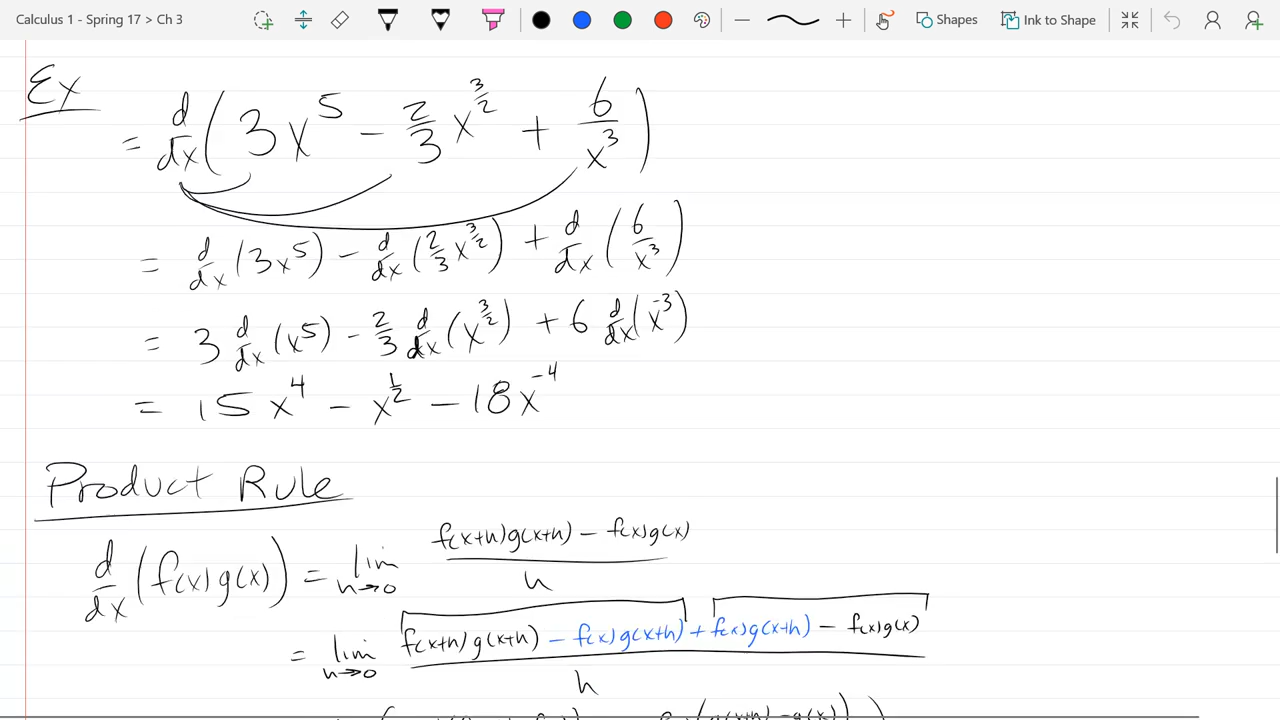 Calculus 1 - Spring 17 > Ch 3
Shapes
Ink to Shape
Ex
= d/dx(3x^5 - 2/3 x^(3/2) + 6/x^3)
= d/dx(3x^5) - d/dx(2/3 x^(3/2)) + d/dx(6/x^3)
= 3 d/dx(x^5) - 2/3 d/dx(x^(3/2)) + 6 d/dx(x^-3)
= 15x^4 - x^(1/2) - 18x^-4
Product Rule
d/dx(f(x)g(x)) = lim h→0 f(x+h)g(x+h) - f(x)g(x) / h
= lim h→0 f(x+h)g(x+h) - f(x)g(x+h) + f(x)g(x+h) - f(x)g(x) / h